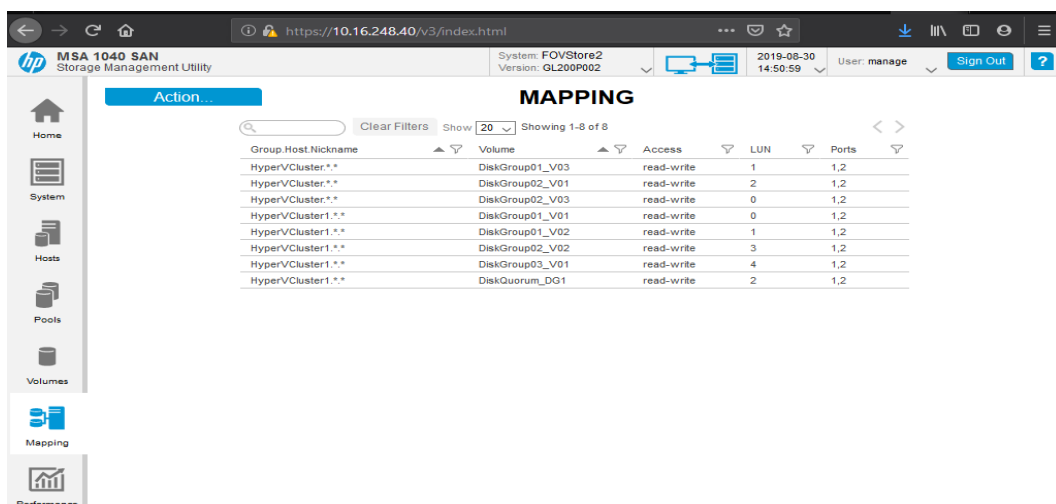 https://10.16.248.40/v3/index.html
hp
MSA 1040 SAN
Storage Management Utility
System: FOVStore2
Version: GL200P002
2019-08-30
14:50:59
User: manage
Sign Out
?
Action...
MAPPING
Clear Filters Show 20 Showing 1-8 of 8
Group.Host.Nickname Volume Access LUN Ports
HyperVCluster.*.* DiskGroup01_V03 read-write 1 1,2
HyperVCluster.*.* DiskGroup02_V01 read-write 2 1,2
HyperVCluster.*.* DiskGroup02_V03 read-write 0 1,2
HyperVCluster1.*.* DiskGroup01_V01 read-write 0 1,2
HyperVCluster1.*.* DiskGroup01_V02 read-write 1 1,2
HyperVCluster1.*.* DiskGroup02_V02 read-write 3 1,2
HyperVCluster1.*.* DiskGroup03_V01 read-write 4 1,2
HyperVCluster1.*.* DiskQuorum_DG1 read-write 2 1,2
Home
System
Hosts
Pools
Volumes
Mapping
Performance